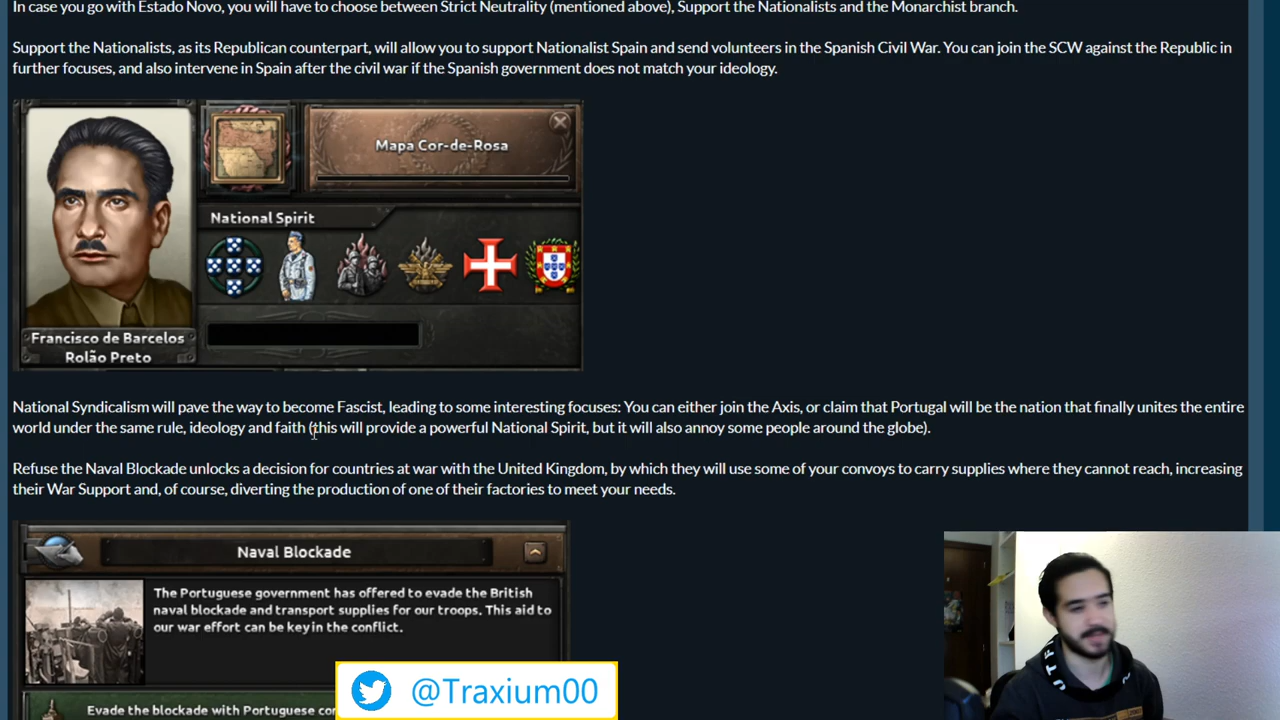 In case you go with Estado Novo, you will have to choose between Strict Neutrality (mentioned above), Support the Nationalists and the Monarchist branch.
Support the Nationalists, as its Republican counterpart, will allow you to support Nationalist Spain and send volunteers in the Spanish Civil War. You can join the SCW against the Republic in
further focuses, and also intervene in Spain after the civil war if the Spanish government does not match your ideology.
Mapa Cor-de-Rosa
National Spirit
Francisco de Barcelos
Rolão Preto
National Syndicalism will pave the way to become Fascist, leading to some interesting focuses: You can either join the Axis, or claim that Portugal will be the nation that finally unites the entire
world under the same rule, ideology and faith (this will provide a powerful National Spirit, but it will also annoy some people around the globe).
Refuse the Naval Blockade unlocks a decision for countries at war with the United Kingdom, by which they will use some of your convoys to carry supplies where they cannot reach, increasing
their War Support and, of course, diverting the production of one of their factories to meet your needs.
Naval Blockade
The Portuguese government has offered to evade the British
naval blockade and transport supplies for our troops. This aid to
our war effort can be key in the conflict.
@Traxium00
Evade the blockade with Portuguese